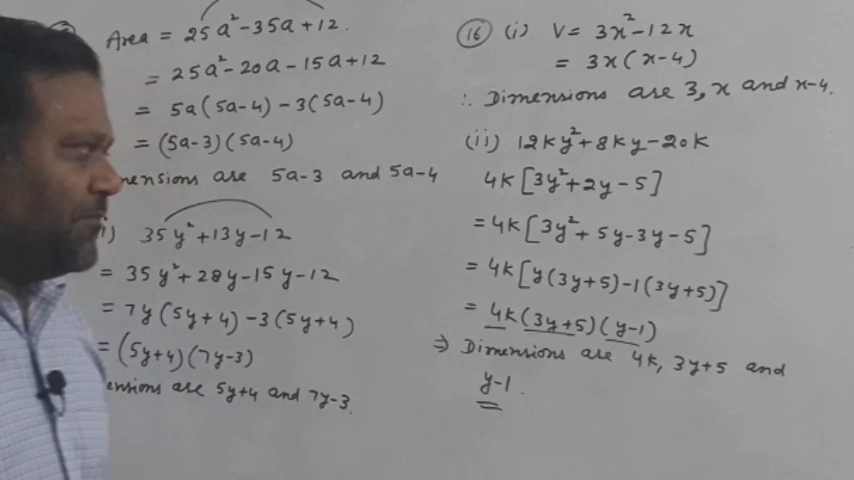 Area = 25a²-35a+12.
= 25a²-20a-15a+12
= 5a(5a-4)-3(5a-4)
= (5a-3)(5a-4)
mensions are 5a-3 and 5a-4
i) 35y²+13y-12
= 35y²+28y-15y-12
= 7y(5y+4)-3(5y+4)
= (5y+4)(7y-3)
ensions are 5y+4 and 7y-3.
16 (i) V = 3x²-12x
= 3x(x-4)
∴ Dimensions are 3, x and x-4.
(ii) 12ky²+8ky-20k
4k[3y²+2y-5]
= 4k[3y²+5y-3y-5]
= 4k[y(3y+5)-1(3y+5)]
= 4k(3y+5)(y-1)
⇒ Dimensions are 4k, 3y+5 and
y-1.